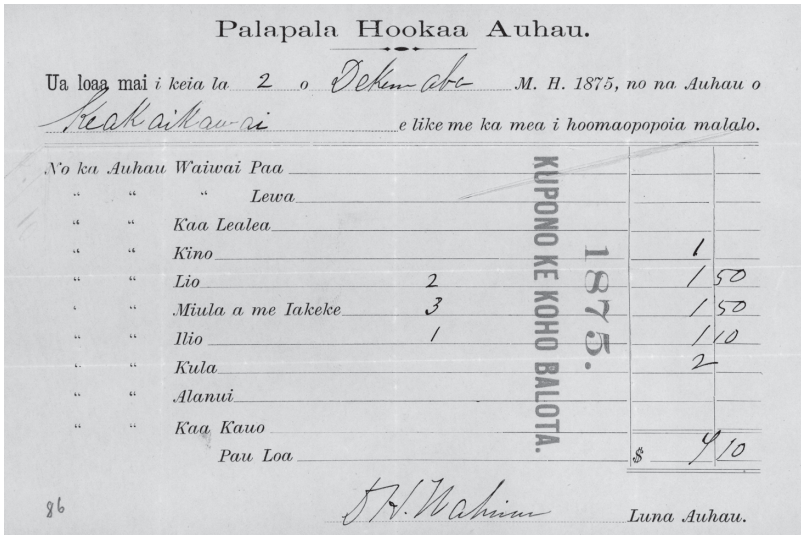 Palapala Hookaa Auhau.
Ua loaa mai i keia la 2 o Dekemaba M. H. 1875, no na Auhau o
Keakaikawai e like me ka mea i hoomaopopoia malalo.
No ka Auhau Waiwai Paa
“ “ “ Lewa
“ “ Kaa Lealea
“ “ Kino 1
“ “ Lio 2 1 50
“ “ Miula a me Iakeke 3 1 50
“ “ Ilio 1 1 10
“ “ Kula 2
“ “ Alanui
“ “ Kaa Kauo
Pau Loa $ 7 10
KUPONO KE KOHO BALOTA.
1875.
86
Luna Auhau.